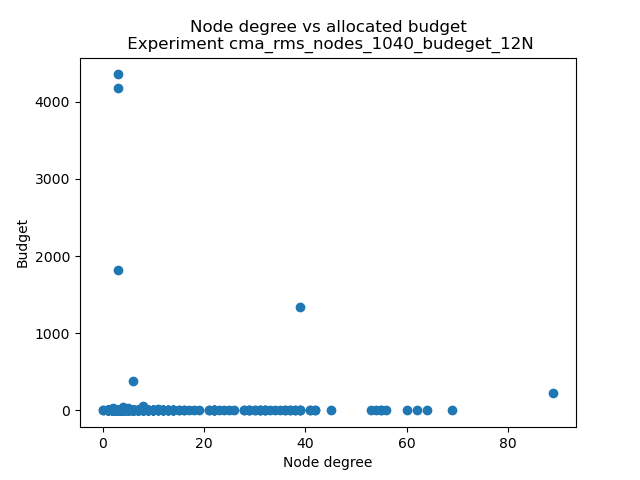 Node degree vs allocated budget
Experiment cma_rms_nodes_1040_budeget_12N
4000
3000
2000
1000
0
Budget
0 20 40 60 80
Node degree